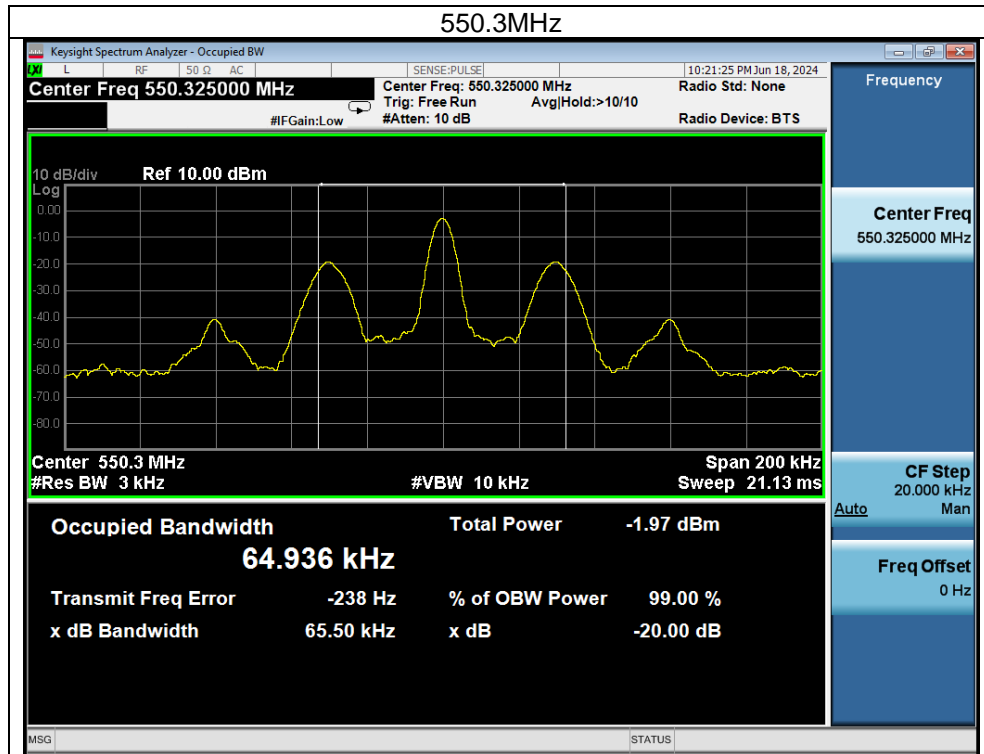 550.3MHz
Keysight Spectrum Analyzer - Occupied BW
LXI L RF 50 Ω AC SENSE:PULSE 10:21:25 PM Jun 18, 2024
Center Freq 550.325000 MHz Center Freq: 550.325000 MHz Radio Std: None
Trig: Free Run Avg|Hold:>10/10
#IFGain:Low #Atten: 10 dB Radio Device: BTS
10 dB/div Ref 10.00 dBm
Log
0.00
-10.0
-20.0
-30.0
-40.0
-50.0
-60.0
-70.0
-80.0
Center 550.3 MHz Span 200 kHz
#Res BW 3 kHz #VBW 10 kHz Sweep 21.13 ms
Occupied Bandwidth Total Power -1.97 dBm
64.936 kHz
Transmit Freq Error -238 Hz % of OBW Power 99.00 %
x dB Bandwidth 65.50 kHz x dB -20.00 dB
Frequency
Center Freq
550.325000 MHz
CF Step
20.000 kHz
Auto Man
Freq Offset
0 Hz
MSG STATUS